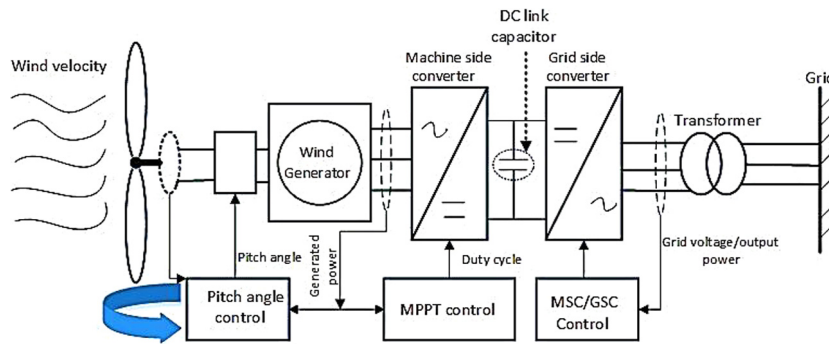 DC link
capacitor
Wind velocity
Machine side
converter
Grid side
converter
Grid
Transformer
Wind
Generator
Pitch angle
Generated
power
Duty cycle
Grid voltage/output
power
Pitch angle
control
MPPT control
MSC/GSC
Control